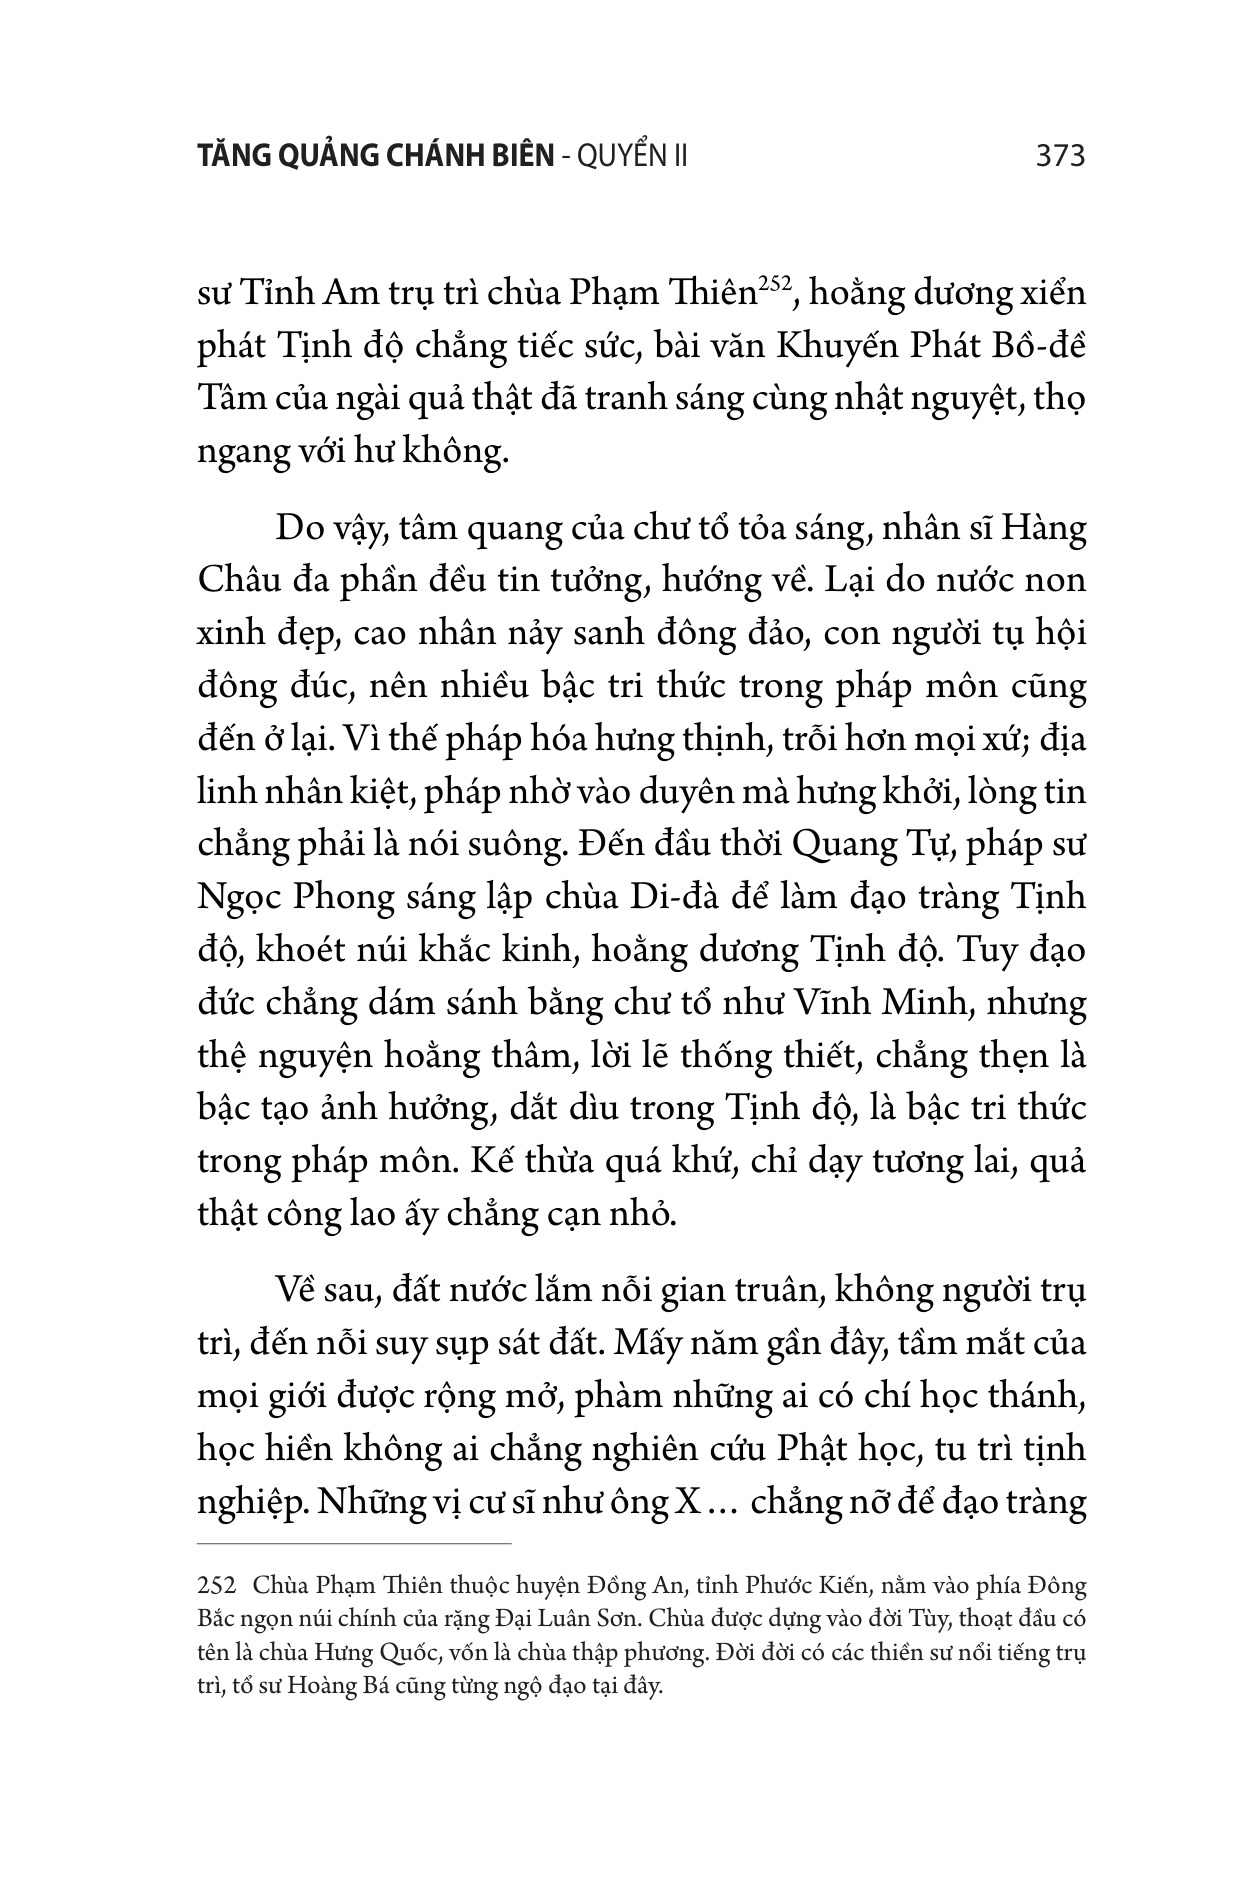 TĂNG QUẢNG CHÁNH BIÊN - QUYỂN II 373
sư Tỉnh Am trụ trì chùa Phạm Thiên252, hoằng dương xiển
phát Tịnh độ chẳng tiếc sức, bài văn Khuyến Phát Bồ-đề
Tâm của ngài quả thật đã tranh sáng cùng nhật nguyệt, thọ
ngang với hư không.
Do vậy, tâm quang của chư tổ tỏa sáng, nhân sĩ Hàng
Châu đa phần đều tin tưởng, hướng về. Lại do nước non
xinh đẹp, cao nhân nảy sanh đông đảo, con người tụ hội
đông đúc, nên nhiều bậc tri thức trong pháp môn cũng
đến ở lại. Vì thế pháp hóa hưng thịnh, trỗi hơn mọi xứ; địa
linh nhân kiệt, pháp nhờ vào duyên mà hưng khởi, lòng tin
chẳng phải là nói suông. Đến đầu thời Quang Tự, pháp sư
Ngọc Phong sáng lập chùa Di-đà để làm đạo tràng Tịnh
độ, khoét núi khắc kinh, hoằng dương Tịnh độ. Tuy đạo
đức chẳng dám sánh bằng chư tổ như Vĩnh Minh, nhưng
thệ nguyện hoằng thâm, lời lẽ thống thiết, chẳng thẹn là
bậc tạo ảnh hưởng, dắt dìu trong Tịnh độ, là bậc tri thức
trong pháp môn. Kế thừa quá khứ, chỉ dạy tương lai, quả
thật công lao ấy chẳng cạn nhỏ.
Về sau, đất nước lắm nỗi gian truân, không người trụ
trì, đến nỗi suy sụp sát đất. Mấy năm gần đây, tầm mắt của
mọi giới được rộng mở, phàm những ai có chí học thánh,
học hiền không ai chẳng nghiên cứu Phật học, tu trì tịnh
nghiệp. Những vị cư sĩ như ông X… chẳng nỡ để đạo tràng
252 Chùa Phạm Thiên thuộc huyện Đồng An, tỉnh Phước Kiến, nằm vào phía Đông
Bắc ngọn núi chính của rặng Đại Luân Sơn. Chùa được dựng vào đời Tùy, thoạt đầu có
tên là chùa Hưng Quốc, vốn là chùa thập phương. Đời đời có các thiền sư nổi tiếng trụ
trì, tổ sư Hoàng Bá cũng từng ngộ đạo tại đây.